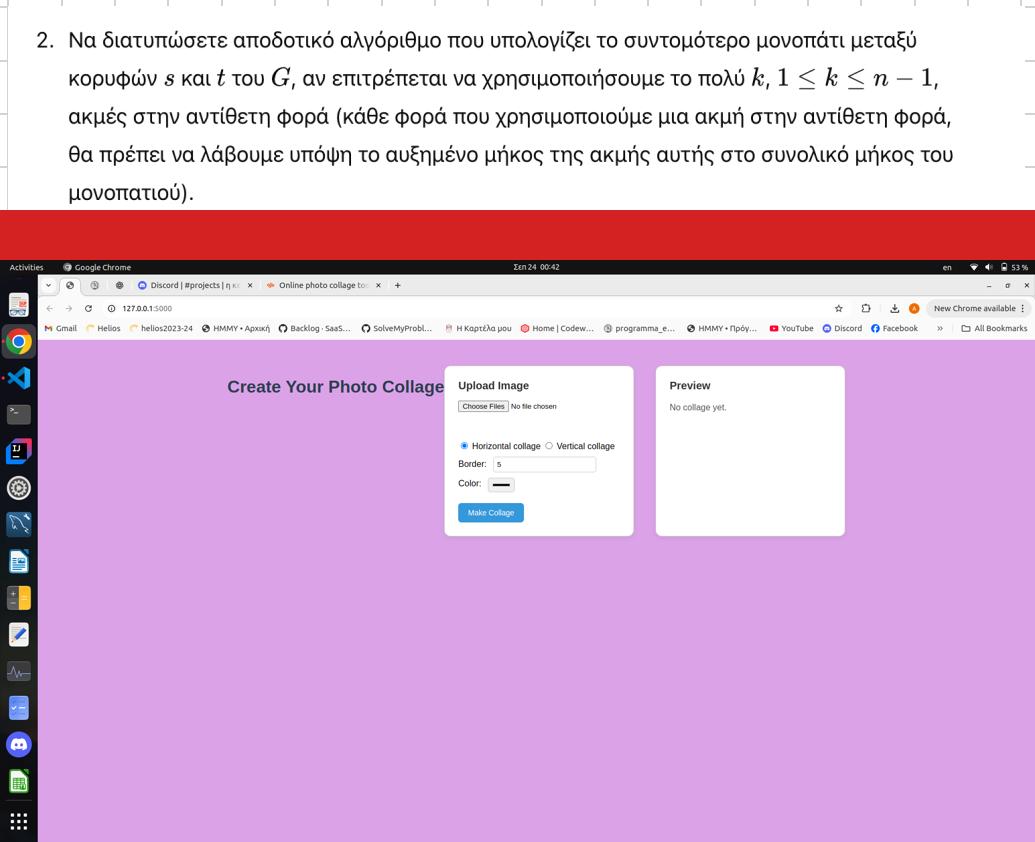 2. Να διατυπώσετε αποδοτικό αλγόριθμο που υπολογίζει το συντομότερο μονοπάτι μεταξύ
κορυφών s και t του G, αν επιτρέπεται να χρησιμοποιήσουμε το πολύ k, 1 ≤ k ≤ n − 1,
ακμές στην αντίθετη φορά (κάθε φορά που χρησιμοποιούμε μια ακμή στην αντίθετη φορά,
θα πρέπει να λάβουμε υπόψη το αυξημένο μήκος της ακμής αυτής στο συνολικό μήκος του
μονοπατιού).
Activities Google Chrome Σεπ 24 00:42 en 53 %
Discord | #projects | η κ Online photo collage too
127.0.0.1:5000 New Chrome available
Gmail Helios helios2023-24 ΗΜΜΥ • Αρχική Backlog · SaaS… SolveMyProbl… Η Καρτέλα μου Home | Codew… programma_e… ΗΜΜΥ • Πρόγ… YouTube Discord Facebook » All Bookmarks
Create Your Photo Collage
Upload Image
Choose Files No file chosen
Horizontal collage Vertical collage
Border: 5
Color:
Make Collage
Preview
No collage yet.